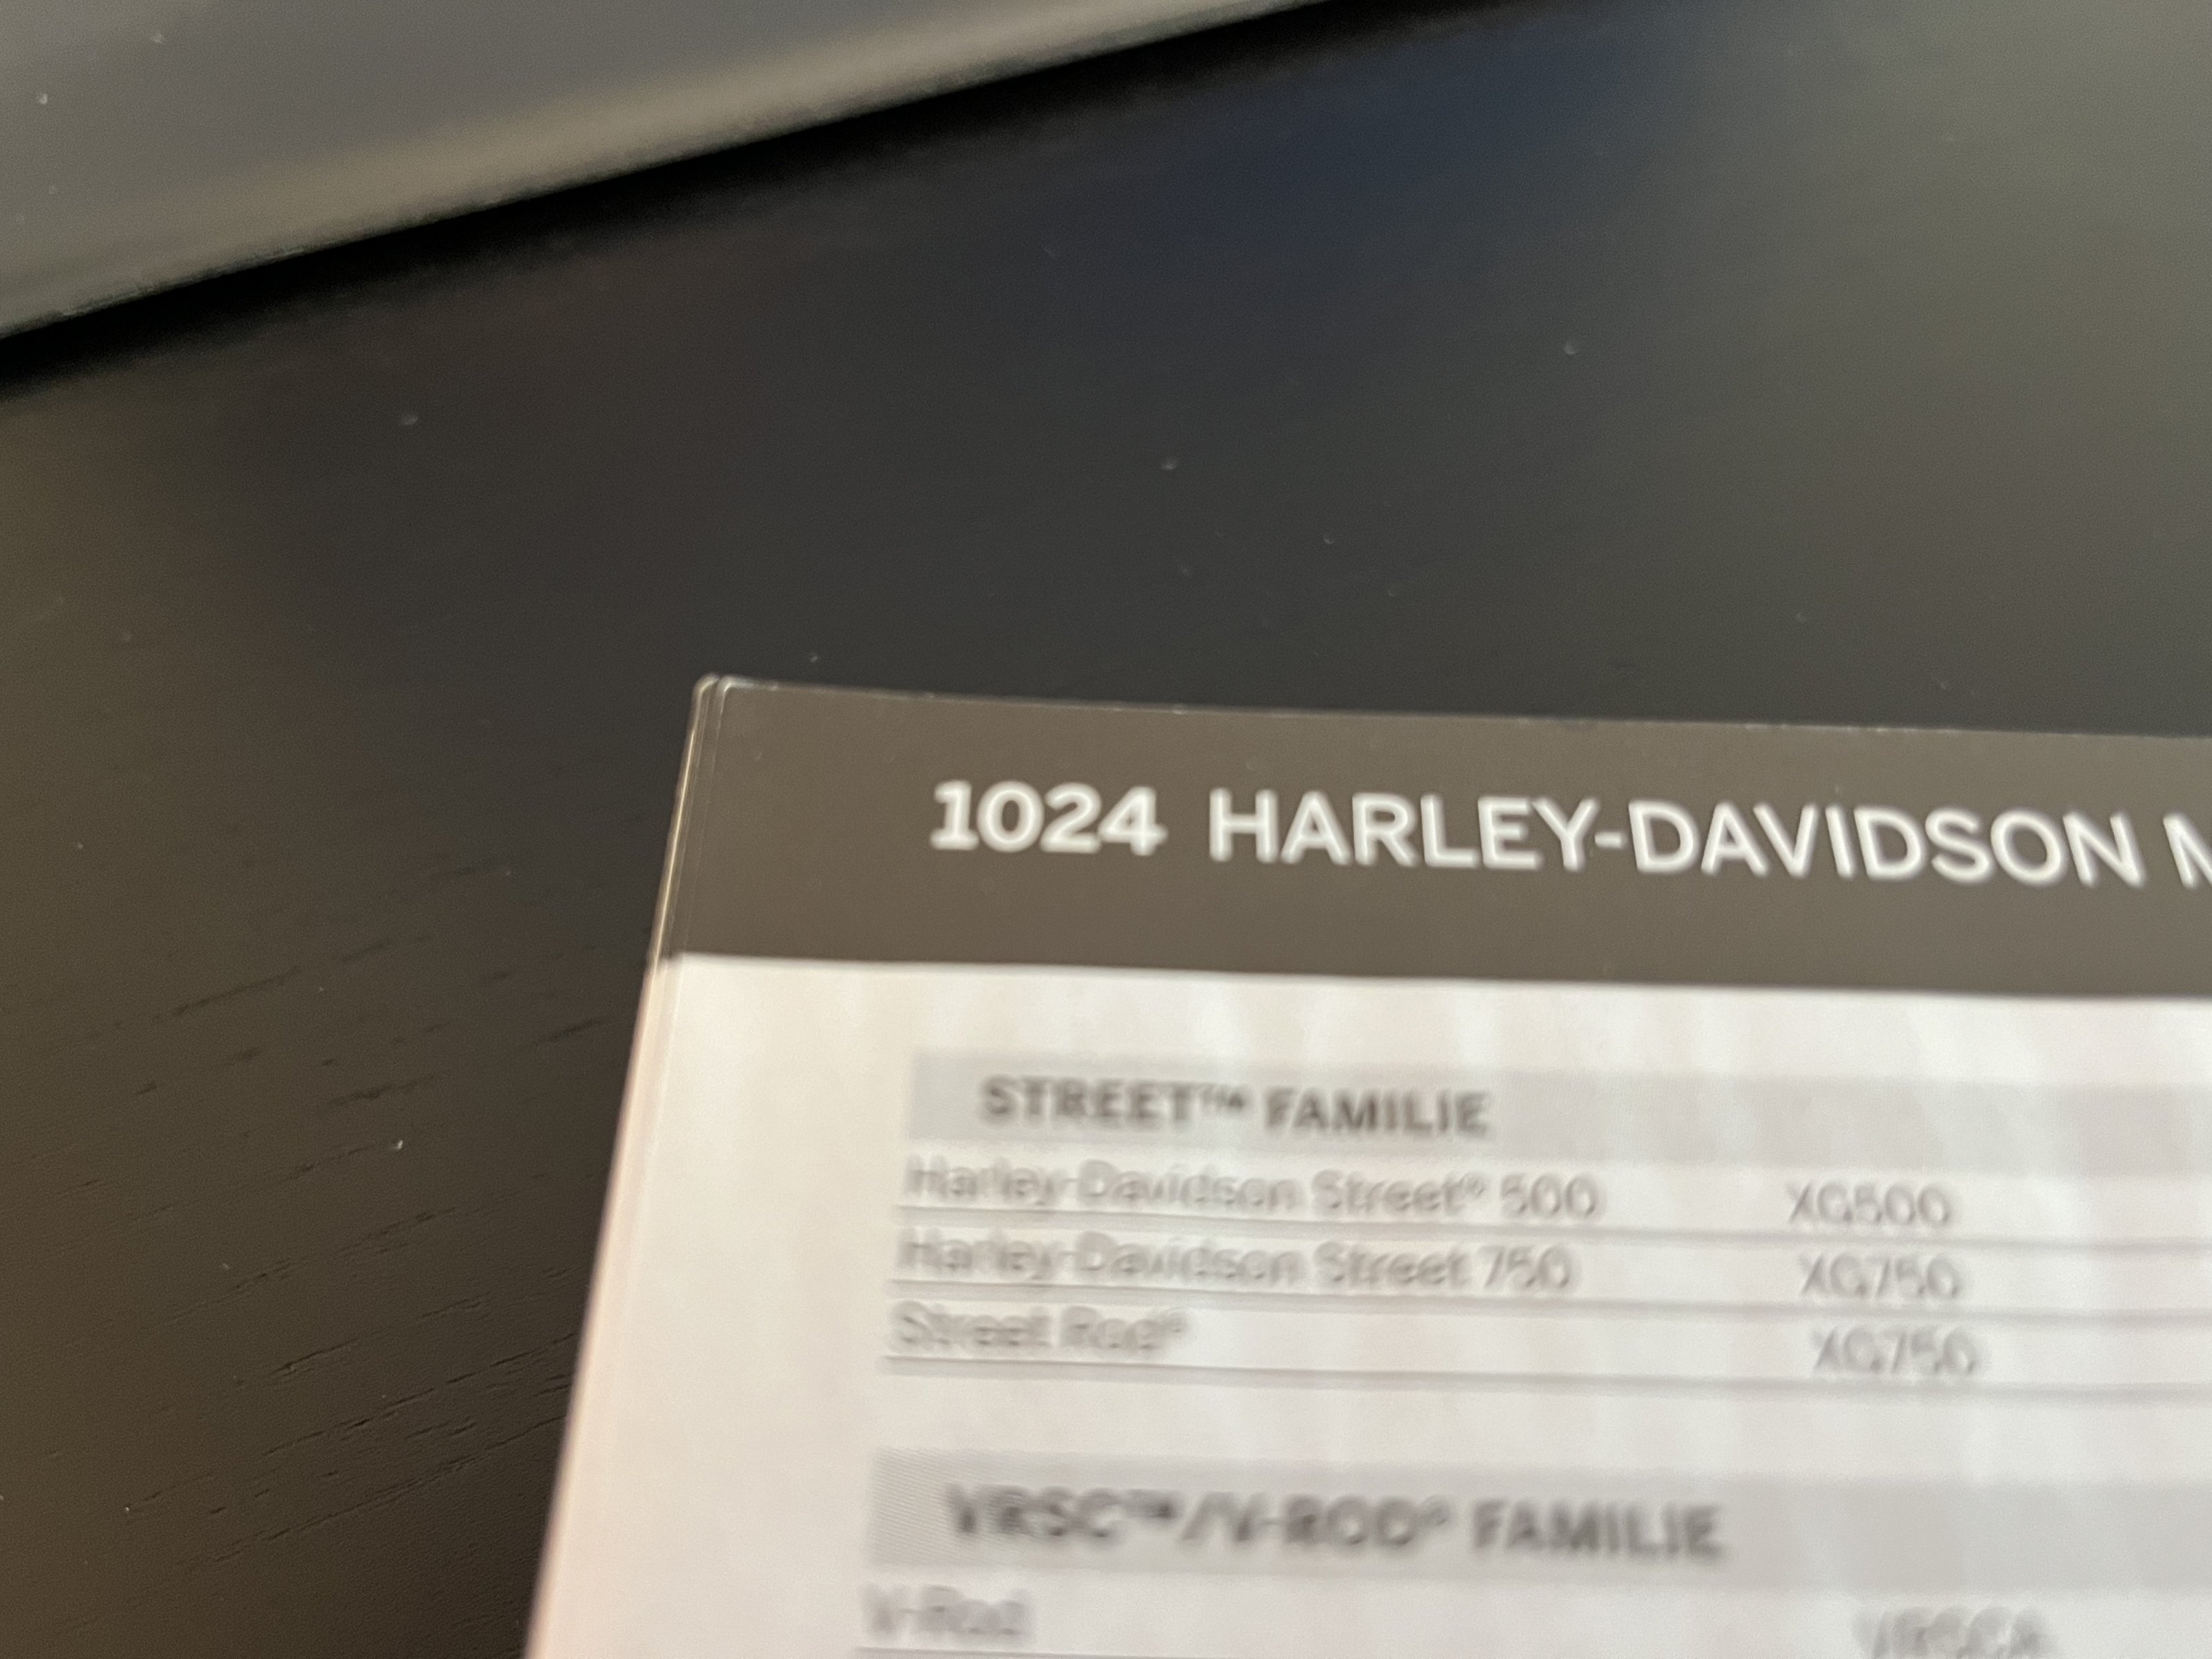 1024 HARLEY-DAVIDSON M
STREET™ FAMILIE
Harley-Davidson Street® 500 XG500
Harley-Davidson Street 750 XG750
Street Rod® XG750
VRSC™/V-ROD® FAMILIE
V-Rod VRSCA